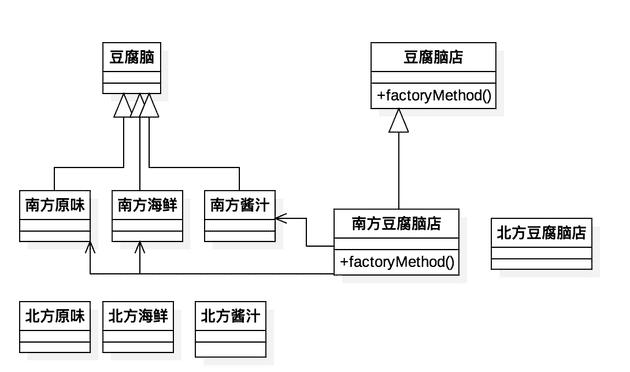 豆腐脑
豆腐脑店
+factoryMethod()
南方原味
南方海鲜
南方酱汁
南方豆腐脑店
+factoryMethod()
北方豆腐脑店
北方原味
北方海鲜
北方酱汁